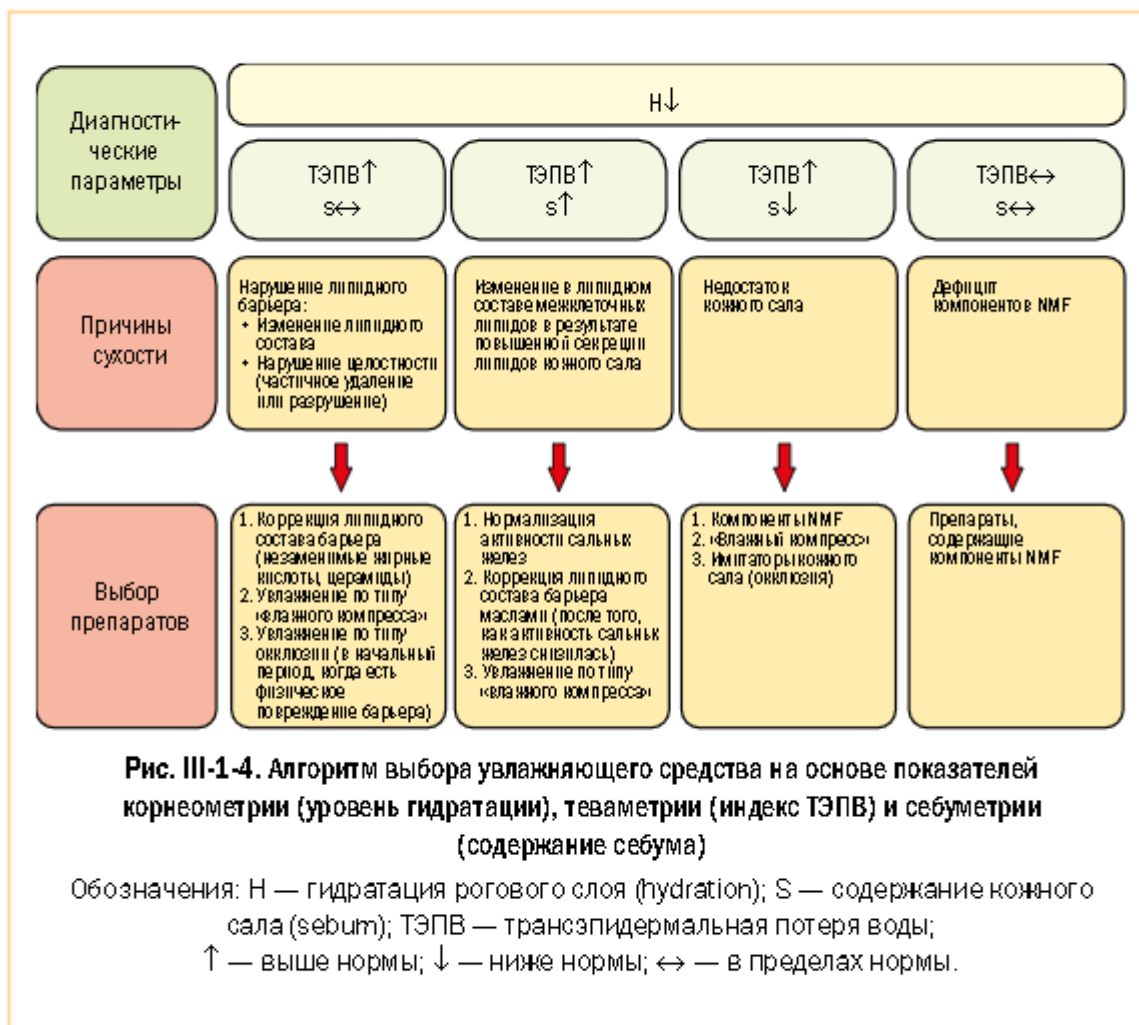 Диагности-
ческие
параметры
H↓
ТЭПВ↑
S↔
ТЭПВ↑
S↑
ТЭПВ↑
S↓
ТЭПВ↔
S↔
Причины
сухости
Нарушение липидного
барьера:
• Изменение липидного
состава
• Нарушение целостности
(частичное удаление
или разрушение)
Изменение в липидном
составе межклеточных
липидов в результате
повышенной секреции
липидов кожного сала
Недостаток
кожного сала
Дефицит
компонентов NMF
Выбор
препаратов
1. Коррекция липидного
состава барьера
(незаменимые жирные
кислоты, церамиды)
2. Увлажнение по типу
«влажного компресса»
3. Увлажнение по типу
окклюзии (в начальный
период, когда есть
физическое
повреждение барьера)
1. Нормализация
активности сальных
желез
2. Коррекция липидного
состава барьера
маслами (после того,
как активность сальных
желез снизилась)
3. Увлажнение по типу
«влажного компресса»
1. Компоненты NMF
2. «Влажный компресс»
3. Имитаторы кожного
сала (окклюзия)
Препараты,
содержащие
компоненты NMF
Рис. III-1-4. Алгоритм выбора увлажняющего средства на основе показателей
корнеометрии (уровень гидратации), теваметрии (индекс ТЭПВ) и себуметрии
(содержание себума)
Обозначения: H — гидратация рогового слоя (hydration); S — содержание кожного
сала (sebum); ТЭПВ — трансэпидермальная потеря воды;
↑ — выше нормы; ↓ — ниже нормы; ↔ — в пределах нормы.